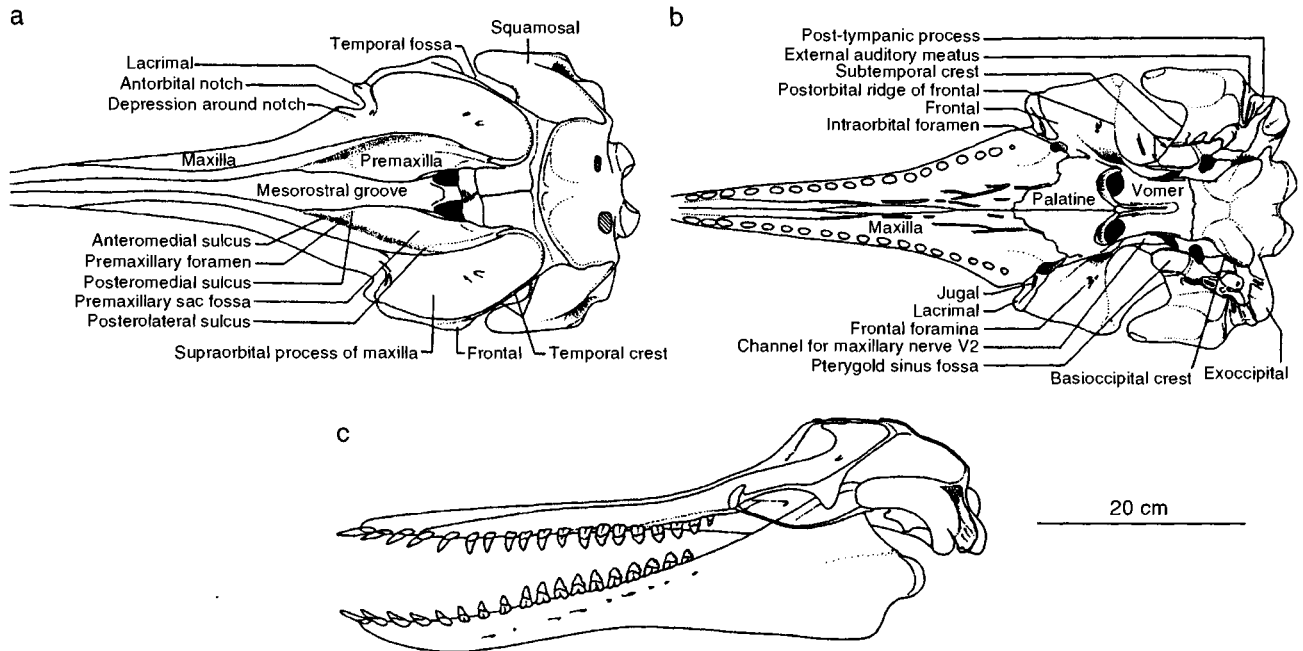 a
Squamosal
Temporal fossa
Lacrimal
Antorbital notch
Depression around notch
Maxilla
Premaxilla
Mesorostral groove
Anteromedial sulcus
Premaxillary foramen
Posteromedial sulcus
Premaxillary sac fossa
Posterolateral sulcus
Supraorbital process of maxilla
Frontal
Temporal crest
b
Post-tympanic process
External auditory meatus
Subtemporal crest
Postorbital ridge of frontal
Frontal
Intraorbital foramen
Palatine
Vomer
Maxilla
Jugal
Lacrimal
Frontal foramina
Channel for maxillary nerve V2
Pterygold sinus fossa
Basioccipital crest
Exoccipital
c
20 cm